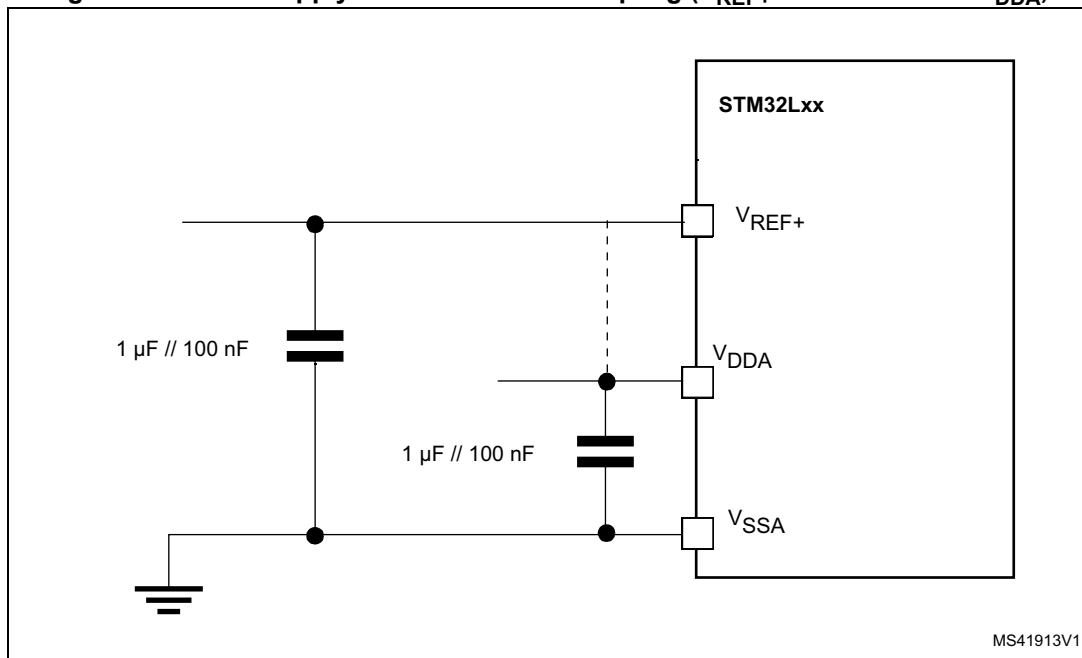 STM32Lxx
VREF+
1 µF // 100 nF
VDDA
1 µF // 100 nF
VSSA
MS41913V1